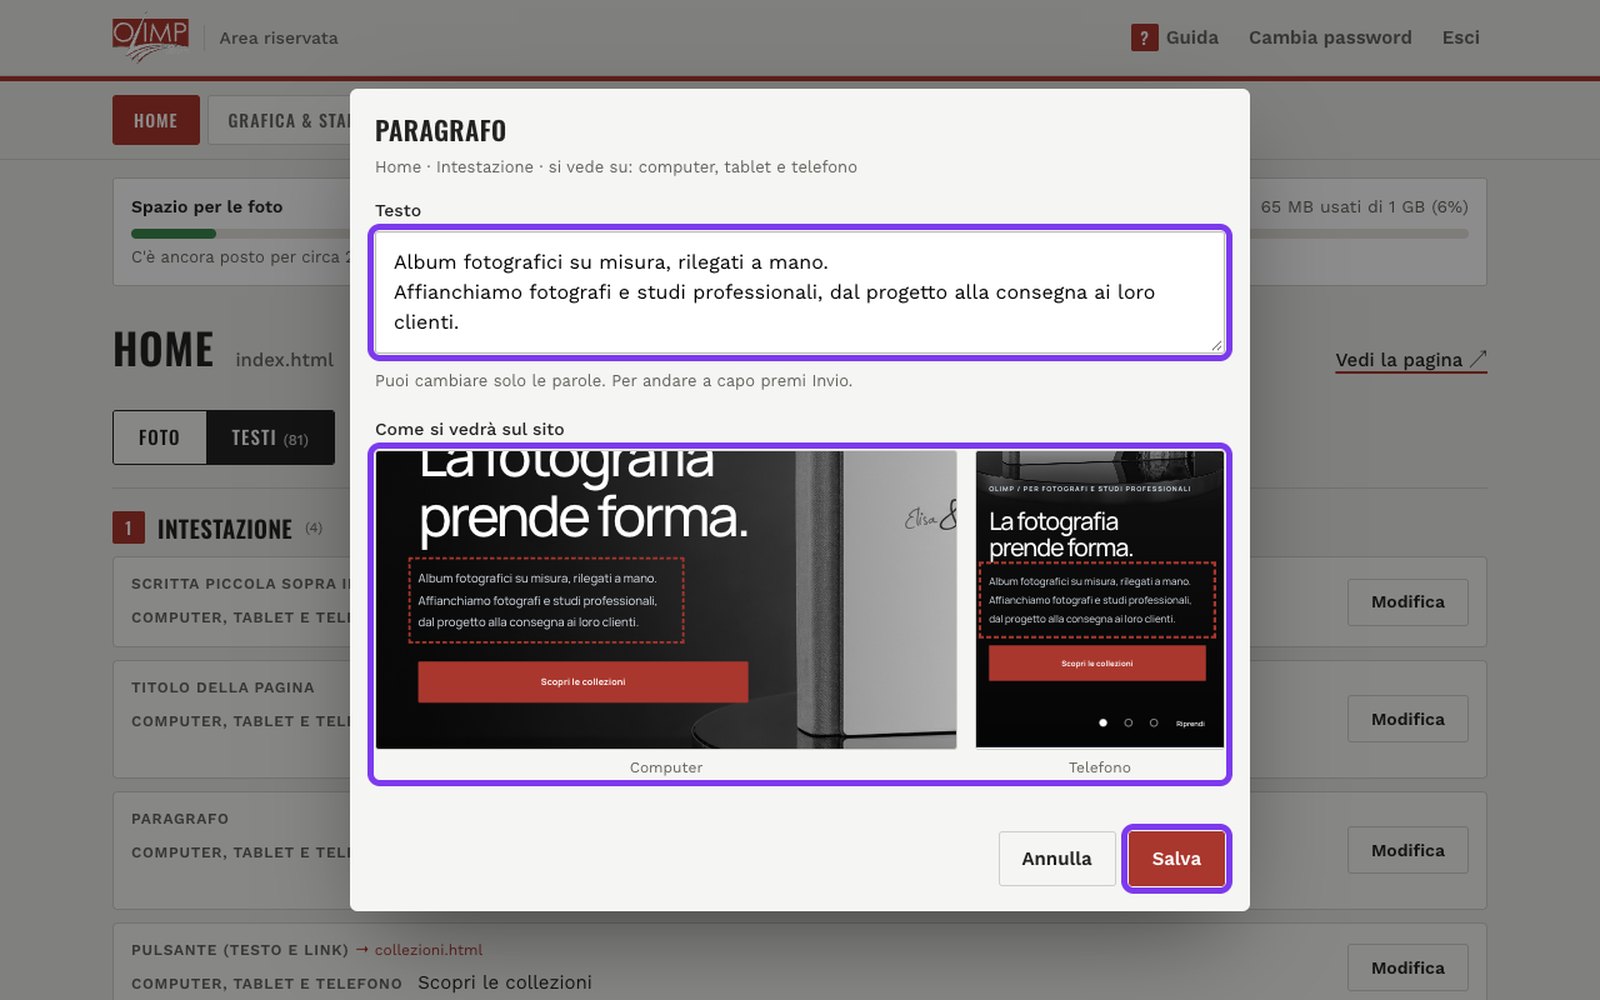 OLIMP
Area riservata
? Guida
Cambia password
Esci
HOME
GRAFICA & STA
Spazio per le foto
65 MB usati di 1 GB (6%)
C'è ancora posto per circa 2
HOME
index.html
Vedi la pagina
FOTO
TESTI (81)
1 INTESTAZIONE (4)
SCRITTA PICCOLA SOPRA I
COMPUTER, TABLET E TELE
Modifica
TITOLO DELLA PAGINA
COMPUTER, TABLET E TELE
Modifica
PARAGRAFO
COMPUTER, TABLET E TELE
Modifica
PULSANTE (TESTO E LINK) → collezioni.html
COMPUTER, TABLET E TELEFONO Scopri le collezioni
Modifica
PARAGRAFO
Home · Intestazione · si vede su: computer, tablet e telefono
Testo
Album fotografici su misura, rilegati a mano.
Affianchiamo fotografi e studi professionali, dal progetto alla consegna ai loro
clienti.
Puoi cambiare solo le parole. Per andare a capo premi Invio.
Come si vedrà sul sito
La fotografia
prende forma.
Elisa &
Album fotografici su misura, rilegati a mano.
Affianchiamo fotografi e studi professionali,
dal progetto alla consegna ai loro clienti.
Scopri le collezioni
Computer
OLIMP / PER FOTOGRAFI E STUDI PROFESSIONALI
La fotografia
prende forma.
Album fotografici su misura, rilegati a mano.
Affianchiamo fotografi e studi professionali,
dal progetto alla consegna ai loro clienti.
Scopri le collezioni
Riprendi
Telefono
Annulla
Salva